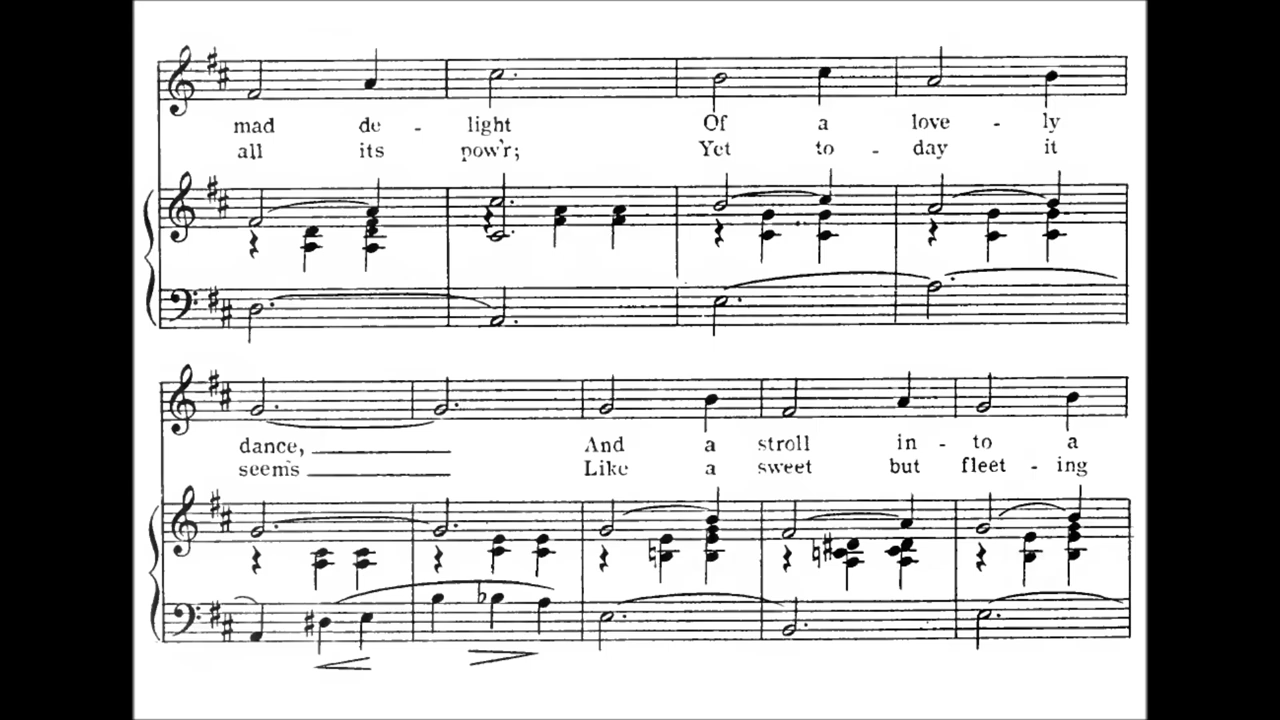 mad de - light Of a love - ly
all its pow'r; Yet to - day it
dance, And a stroll in - to a
seems Like a sweet but fleet - ing